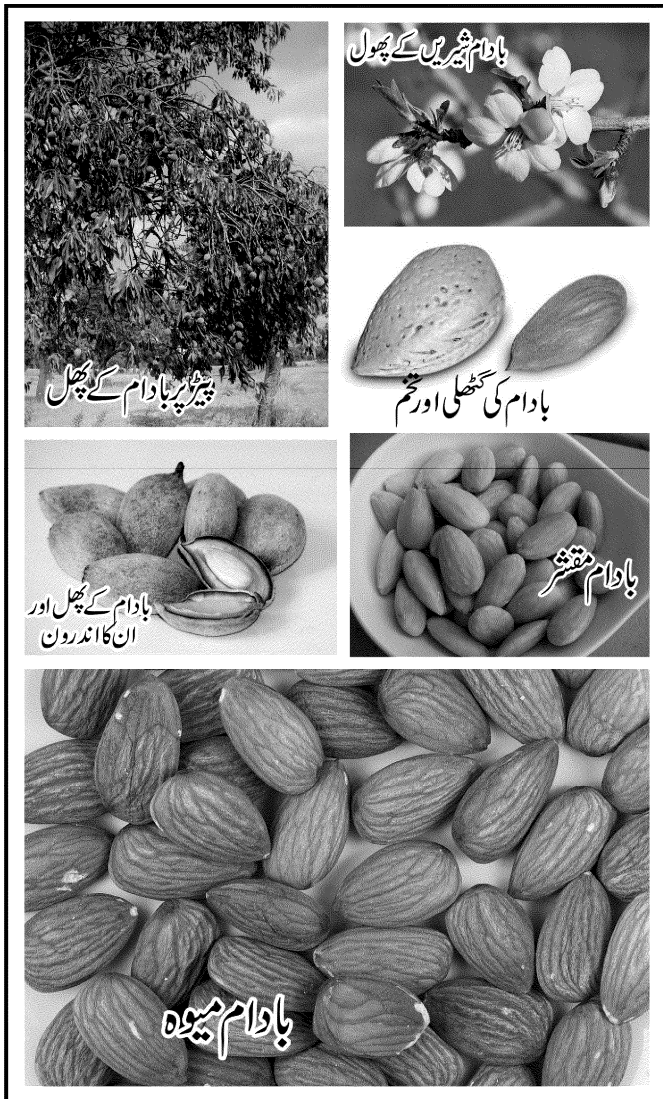 بادام شیریں کے پھول
پیڑ پر بادام کے پھل
بادام کی گٹھلی اور تخم
بادام مقشر
بادام کے پھل اور
ان کا اندرون
بادام میوہ